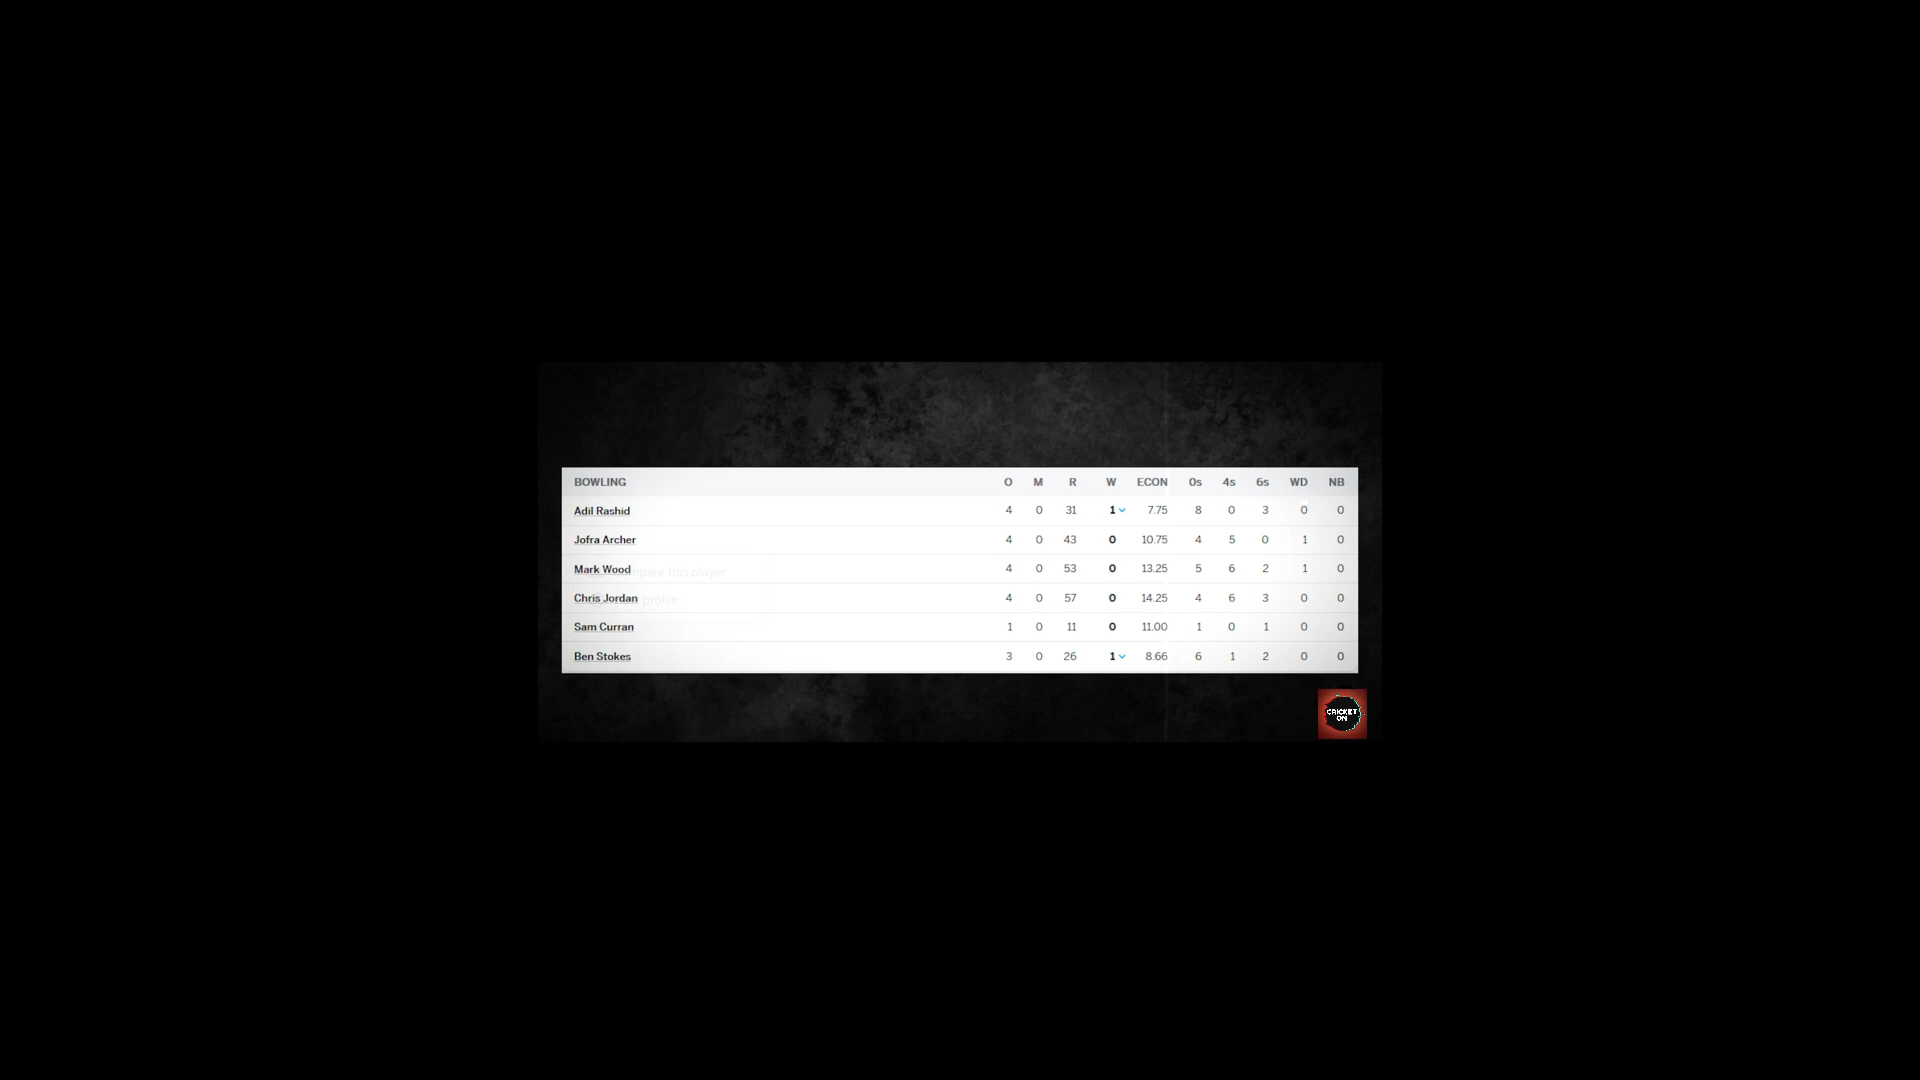 BOWLING O M R W ECON 0s 4s 6s WD NB
Adil Rashid 4 0 31 1 7.75 8 0 3 0 0
Jofra Archer 4 0 43 0 10.75 4 5 0 1 0
Mark Wood 4 0 53 0 13.25 5 6 2 1 0
mpare this player
Chris Jordan 4 0 57 0 14.25 4 6 3 0 0
profile
Sam Curran 1 0 11 0 11.00 1 0 1 0 0
Ben Stokes 3 0 26 1 8.66 6 1 2 0 0
CRICKET
ON